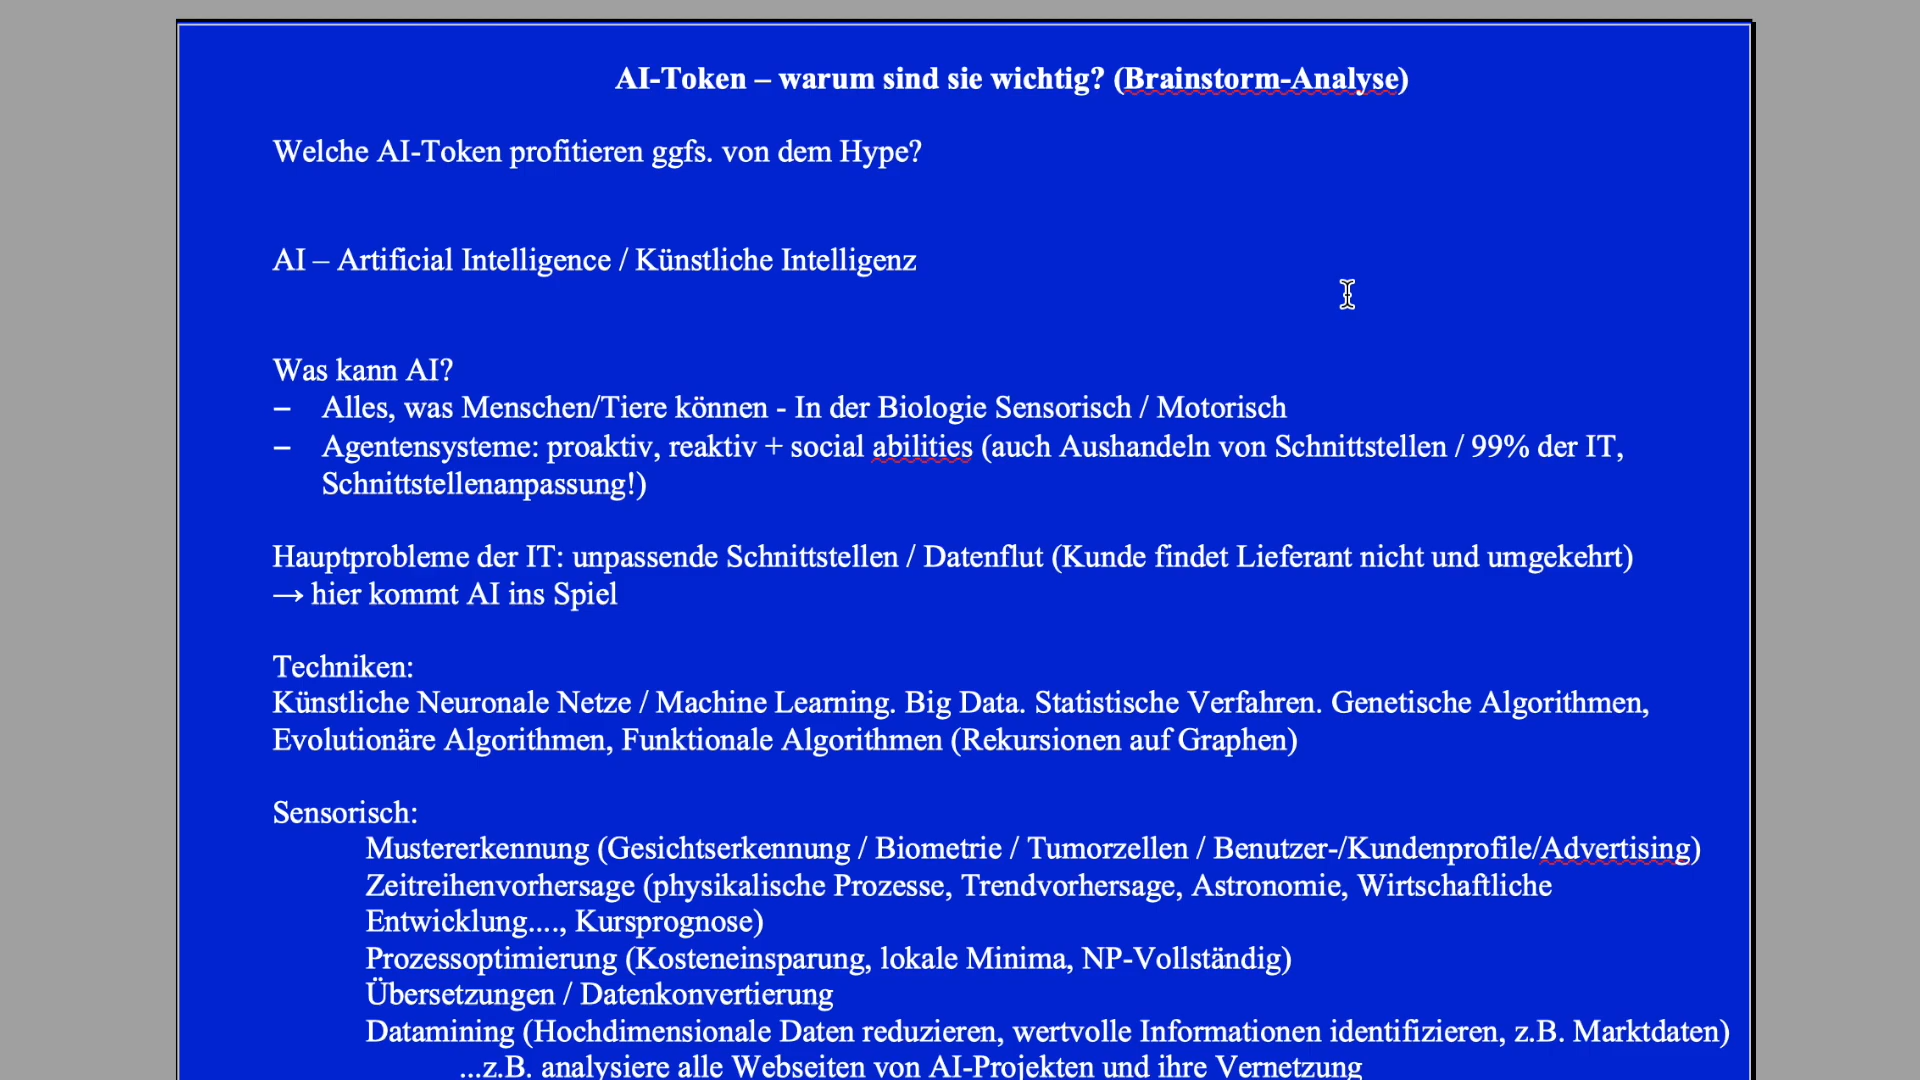 AI-Token – warum sind sie wichtig? (Brainstorm-Analyse)
Welche AI-Token profitieren ggfs. von dem Hype?
AI – Artificial Intelligence / Künstliche Intelligenz
Was kann AI?
– Alles, was Menschen/Tiere können - In der Biologie Sensorisch / Motorisch
– Agentensysteme: proaktiv, reaktiv + social abilities (auch Aushandeln von Schnittstellen / 99% der IT,
Schnittstellenanpassung!)
Hauptprobleme der IT: unpassende Schnittstellen / Datenflut (Kunde findet Lieferant nicht und umgekehrt)
→ hier kommt AI ins Spiel
Techniken:
Künstliche Neuronale Netze / Machine Learning. Big Data. Statistische Verfahren. Genetische Algorithmen,
Evolutionäre Algorithmen, Funktionale Algorithmen (Rekursionen auf Graphen)
Sensorisch:
Mustererkennung (Gesichtserkennung / Biometrie / Tumorzellen / Benutzer-/Kundenprofile/Advertising)
Zeitreihenvorhersage (physikalische Prozesse, Trendvorhersage, Astronomie, Wirtschaftliche
Entwicklung...., Kursprognose)
Prozessoptimierung (Kosteneinsparung, lokale Minima, NP-Vollständig)
Übersetzungen / Datenkonvertierung
Datamining (Hochdimensionale Daten reduzieren, wertvolle Informationen identifizieren, z.B. Marktdaten)
...z.B. analysiere alle Webseiten von AI-Projekten und ihre Vernetzung